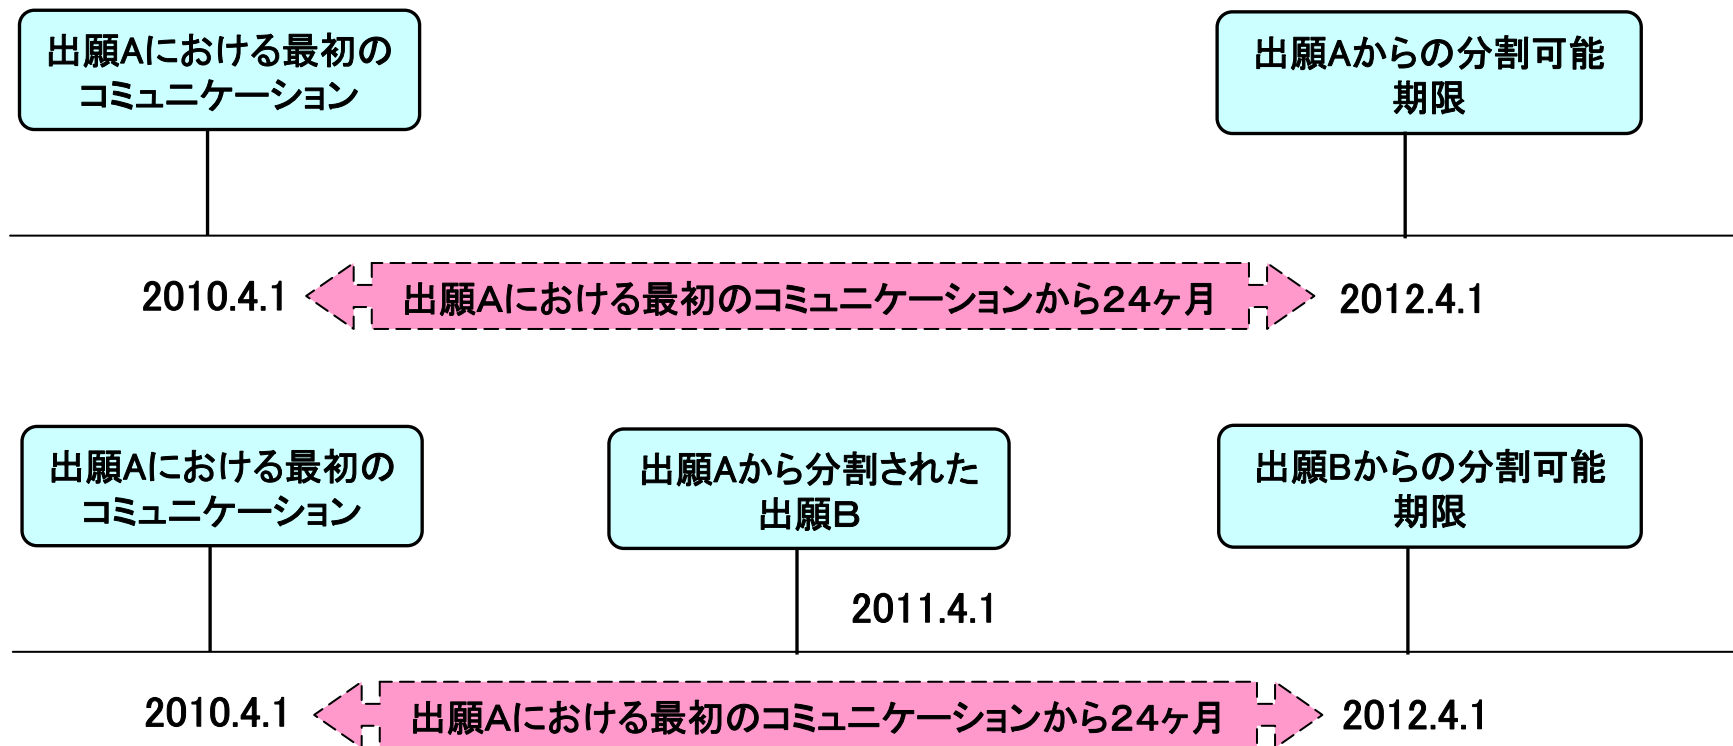 出願Aにおける最初の
コミュニケーション
出願Aからの分割可能
期限
2010.4.1
出願Aにおける最初のコミュニケーションから24ヶ月
2012.4.1
出願Aにおける最初の
コミュニケーション
出願Aから分割された
出願B
出願Bからの分割可能
期限
2011.4.1
2010.4.1
出願Aにおける最初のコミュニケーションから24ヶ月
2012.4.1